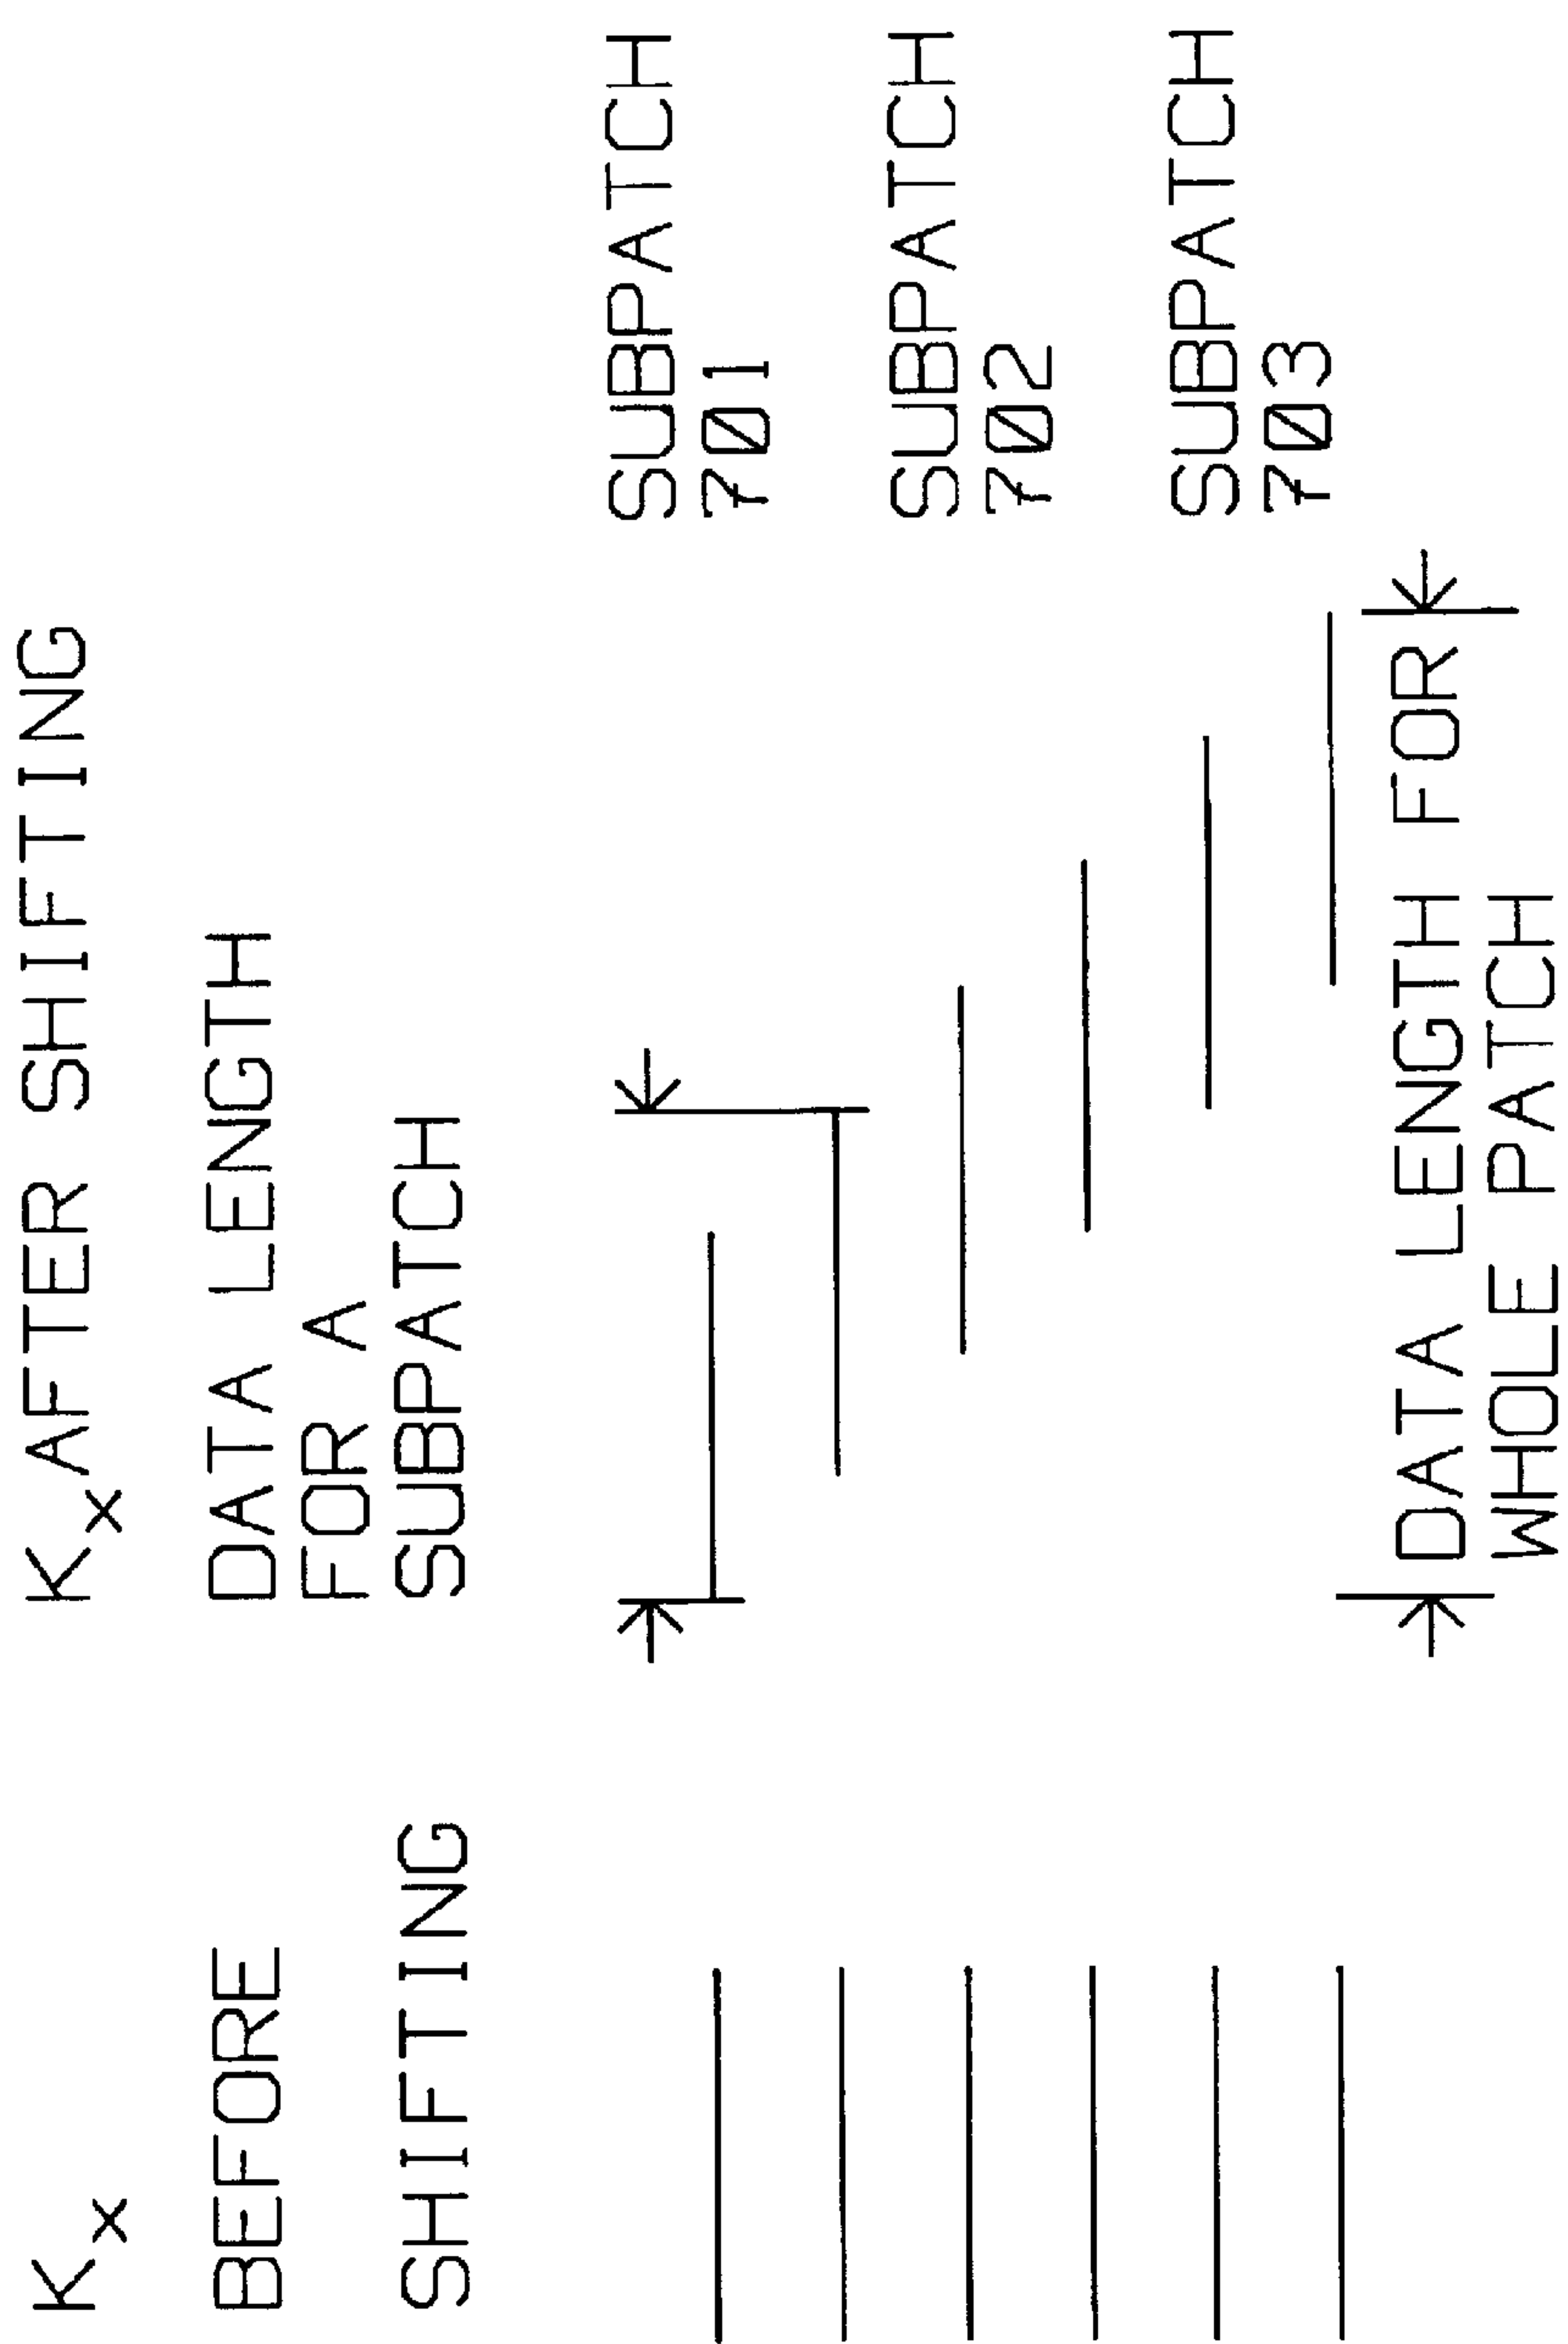 Kx
BEFORE
SHIFTING
Kx AFTER SHIFTING
DATA LENGTH
FOR A
SUBPATCH
SUBPATCH
701
SUBPATCH
702
SUBPATCH
703
DATA LENGTH FOR
WHOLE PATCH